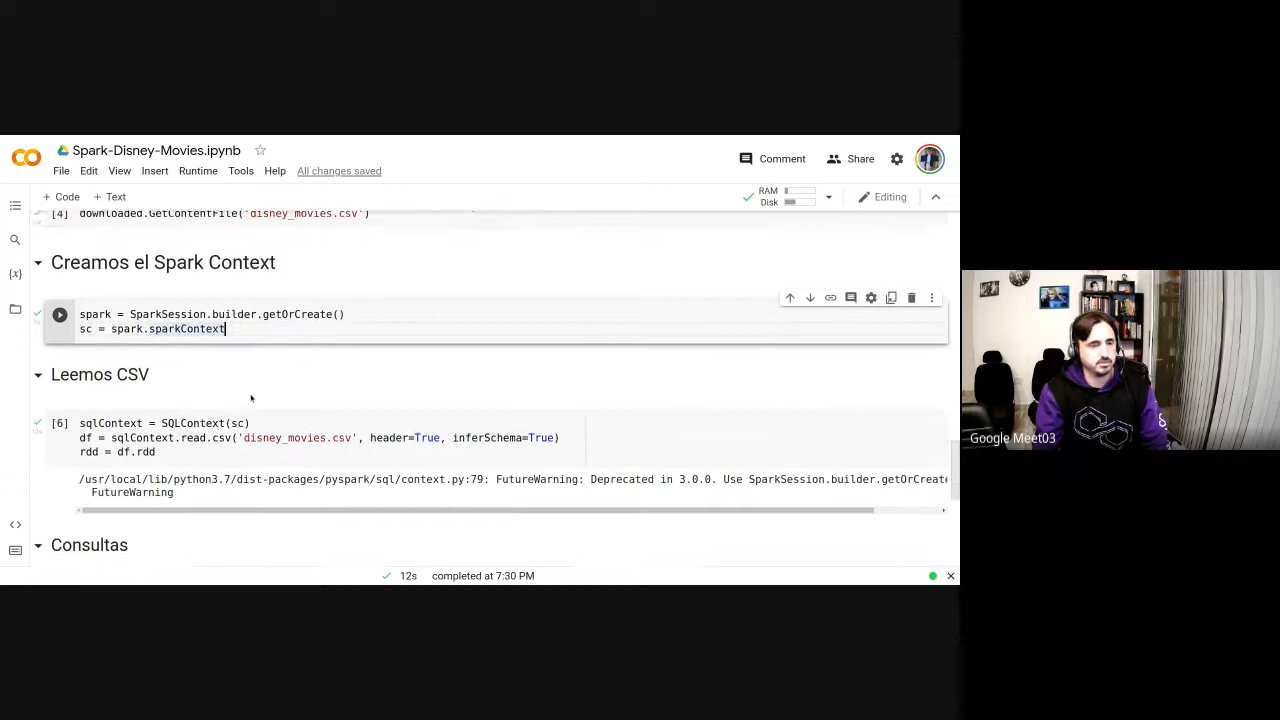 Spark-Disney-Movies.ipynb
File Edit View Insert Runtime Tools Help All changes saved
Comment Share
+ Code + Text
RAM
Disk
Editing
[4] downloaded.GetContentFile('disney_movies.csv')
Creamos el Spark Context
spark = SparkSession.builder.getOrCreate()
sc = spark.sparkContext
Leemos CSV
[6] sqlContext = SQLContext(sc)
df = sqlContext.read.csv('disney_movies.csv', header=True, inferSchema=True)
rdd = df.rdd
/usr/local/lib/python3.7/dist-packages/pyspark/sql/context.py:79: FutureWarning: Deprecated in 3.0.0. Use SparkSession.builder.getOrCreate
FutureWarning
Consultas
12s completed at 7:30 PM
Google Meet03